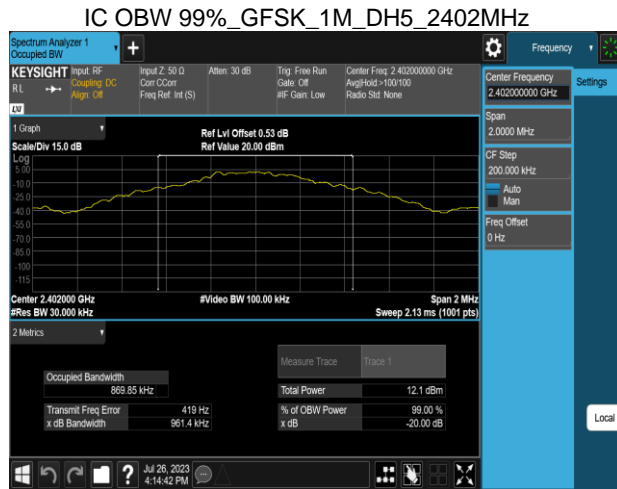 IC OBW 99%_GFSK_1M_DH5_2402MHz
Spectrum Analyzer 1
Occupied BW
+
Frequency
KEYSIGHT
RL
LXI
Input: RF
Coupling: DC
Align: Off
Input Z: 50 Ω
Corr CCorr
Freq Ref: Int (S)
Atten: 30 dB
Trig: Free Run
Gate: Off
#IF Gain: Low
Center Freq: 2.402000000 GHz
Avg|Hold:>100/100
Radio Std: None
Center Frequency
2.402000000 GHz
Settings
Span
2.0000 MHz
CF Step
200.000 kHz
Auto
Man
Freq Offset
0 Hz
Local
1 Graph
Scale/Div 15.0 dB
Ref Lvl Offset 0.53 dB
Ref Value 20.00 dBm
Log
5.00
-10.0
-25.0
-40.0
-55.0
-70.0
-85.0
-100
-115
Center 2.402000 GHz
#Video BW 100.00 kHz
Span 2 MHz
#Res BW 30.000 kHz
Sweep 2.13 ms (1001 pts)
2 Metrics
Measure Trace
Trace 1
Occupied Bandwidth
869.85 kHz
Total Power
12.1 dBm
Transmit Freq Error
419 Hz
% of OBW Power
99.00 %
x dB Bandwidth
961.4 kHz
x dB
-20.00 dB
?
Jul 26, 2023
4:14:42 PM